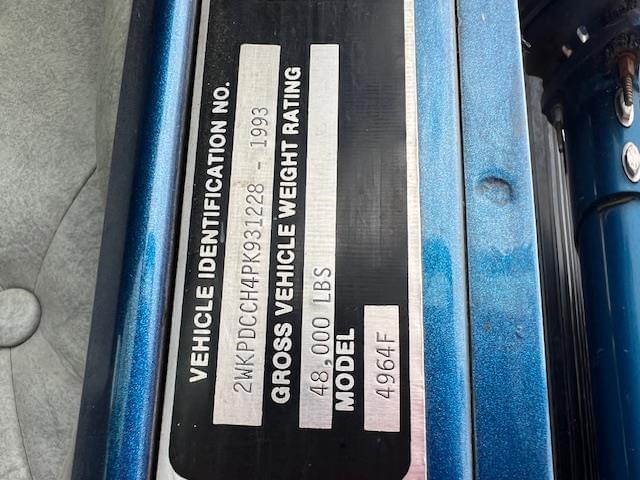 VEHICLE IDENTIFICATION NO.
2WKPDCCH4PK931228 - 1993
GROSS VEHICLE WEIGHT RATING
48,000 LBS
MODEL
4964F